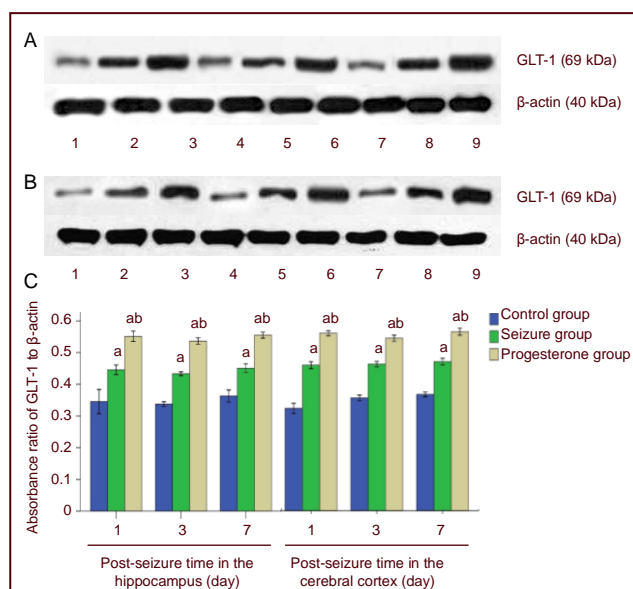 A
GLT-1 (69 kDa)
β-actin (40 kDa)
1 2 3 4 5 6 7 8 9
B
GLT-1 (69 kDa)
β-actin (40 kDa)
1 2 3 4 5 6 7 8 9
C
Absorbance ratio of GLT-1 to β-actin
0.6
0.5
0.4
0.3
0.2
0.1
0
a ab a ab a ab a ab a ab a ab
Control group
Seizure group
Progesterone group
1 3 7 1 3 7
Post-seizure time in the
hippocampus (day)
Post-seizure time in the
cerebral cortex (day)